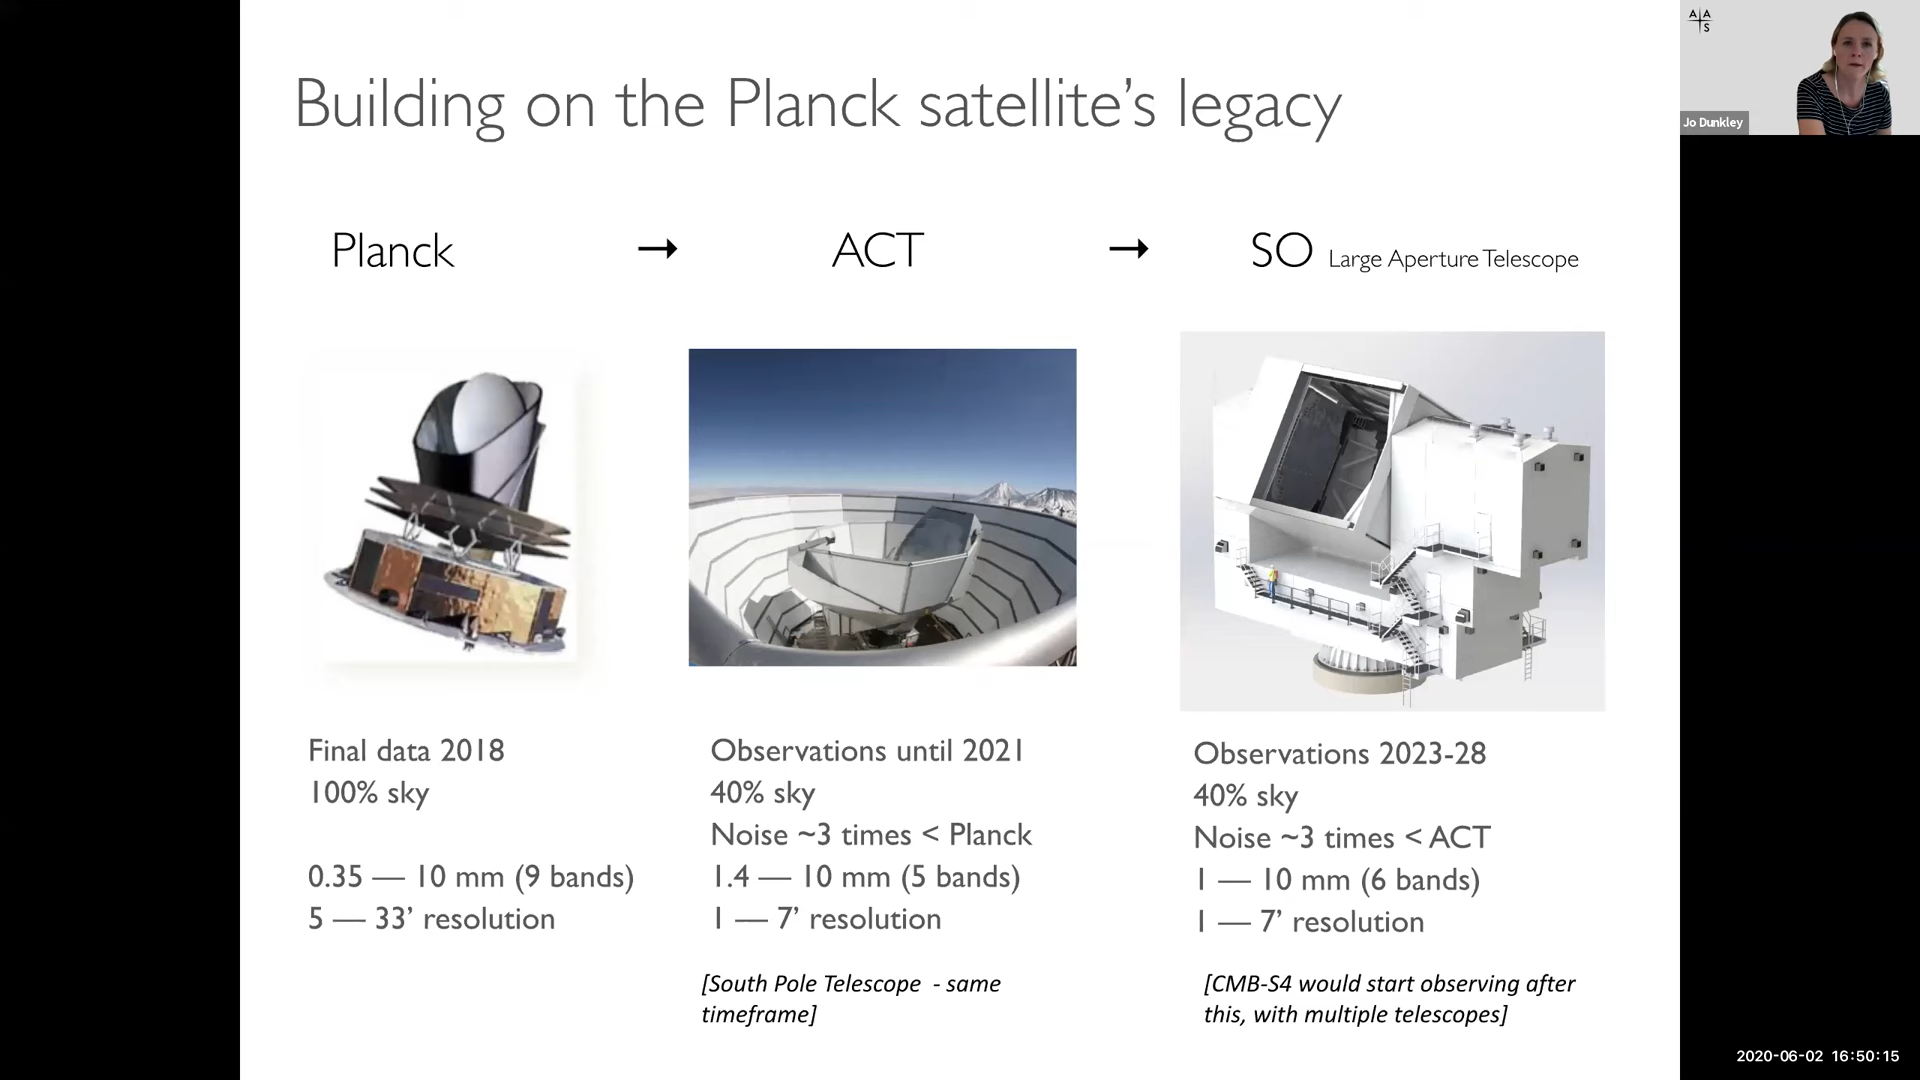 Building on the Planck satellite’s legacy
A A
S
Jo Dunkley
Planck → ACT → SO Large Aperture Telescope
Final data 2018
100% sky
0.35 — 10 mm (9 bands)
5 — 33’ resolution
Observations until 2021
40% sky
Noise ~3 times < Planck
1.4 — 10 mm (5 bands)
1 — 7’ resolution
[South Pole Telescope - same
timeframe]
Observations 2023-28
40% sky
Noise ~3 times < ACT
1 — 10 mm (6 bands)
1 — 7’ resolution
[CMB-S4 would start observing after
this, with multiple telescopes]
2020-06-02 16:50:15